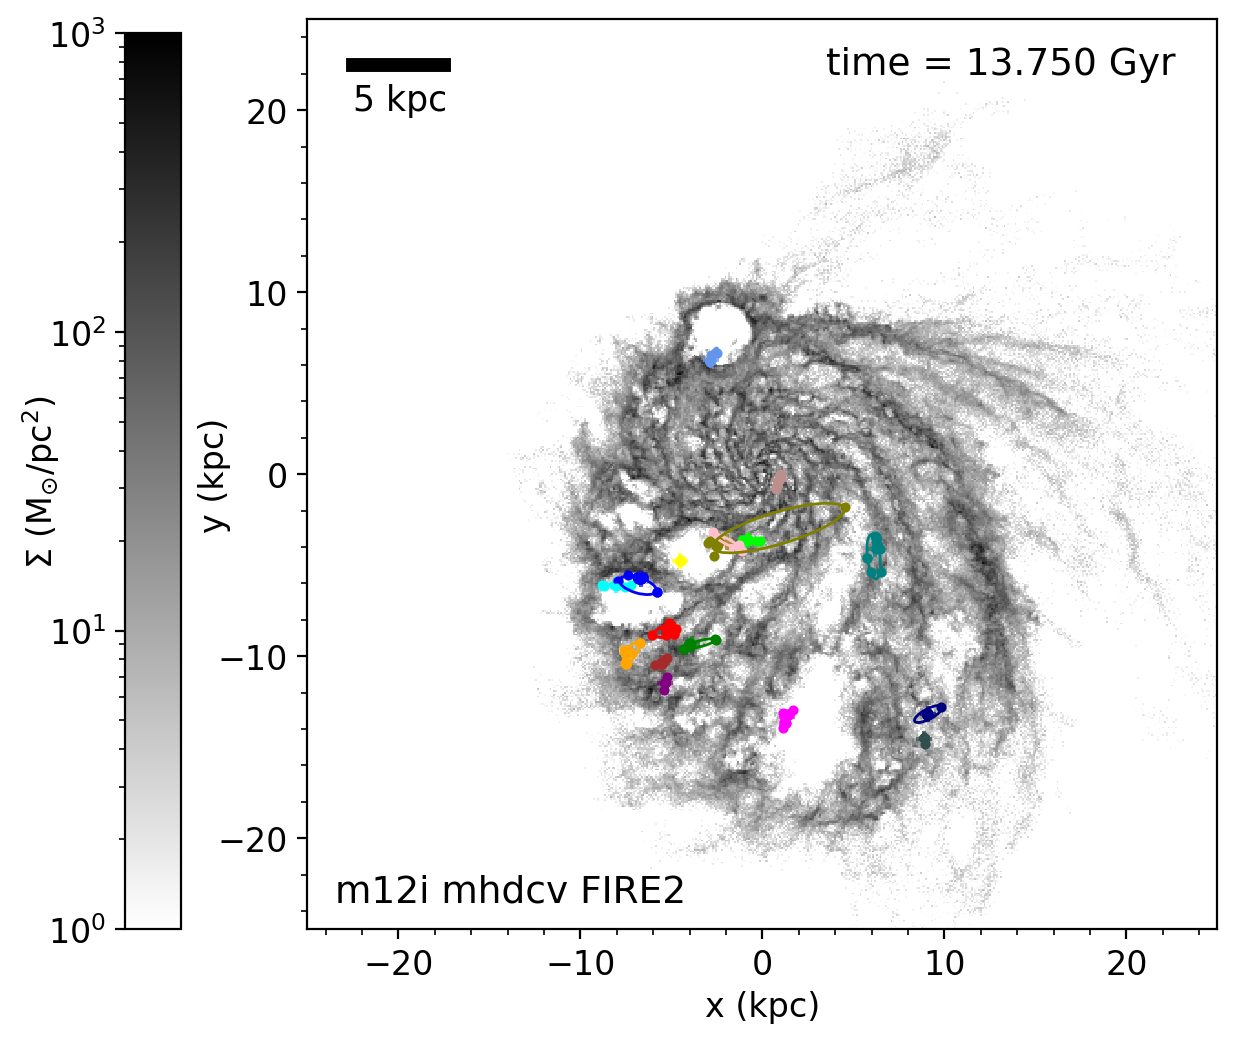 10³
10²
10¹
10⁰
Σ (M⊙/pc²)
y (kpc)
20
10
0
−10
−20
5 kpc
time = 13.750 Gyr
m12i mhdcv FIRE2
−20 −10 0 10 20
x (kpc)